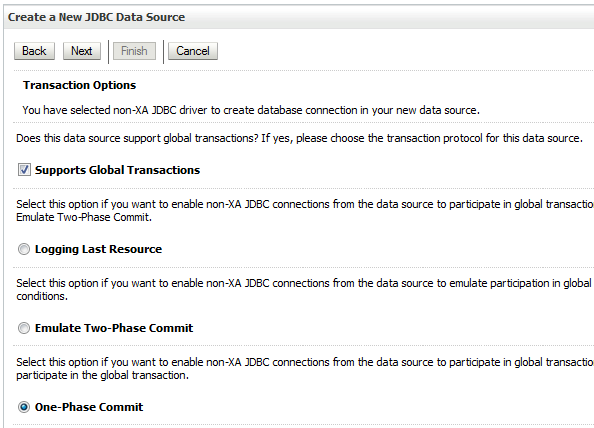 Create a New JDBC Data Source
Back Next Finish Cancel
Transaction Options
You have selected non-XA JDBC driver to create database connection in your new data source.
Does this data source support global transactions? If yes, please choose the transaction protocol for this data source.
Supports Global Transactions
Select this option if you want to enable non-XA JDBC connections from the data source to participate in global transactio
Emulate Two-Phase Commit.
Logging Last Resource
Select this option if you want to enable non-XA JDBC connections from the data source to emulate participation in global
conditions.
Emulate Two-Phase Commit
Select this option if you want to enable non-XA JDBC connections from the data source to participate in global transactio
participate in the global transaction.
One-Phase Commit